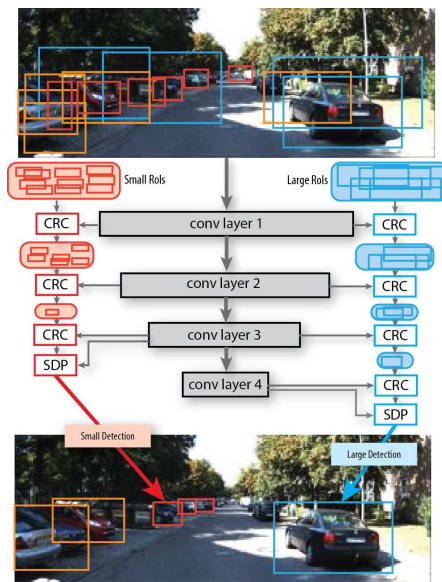 Small RoIs
Large RoIs
CRC
conv layer 1
CRC
CRC
conv layer 2
CRC
CRC
conv layer 3
CRC
SDP
conv layer 4
CRC
SDP
Small Detection
Large Detection